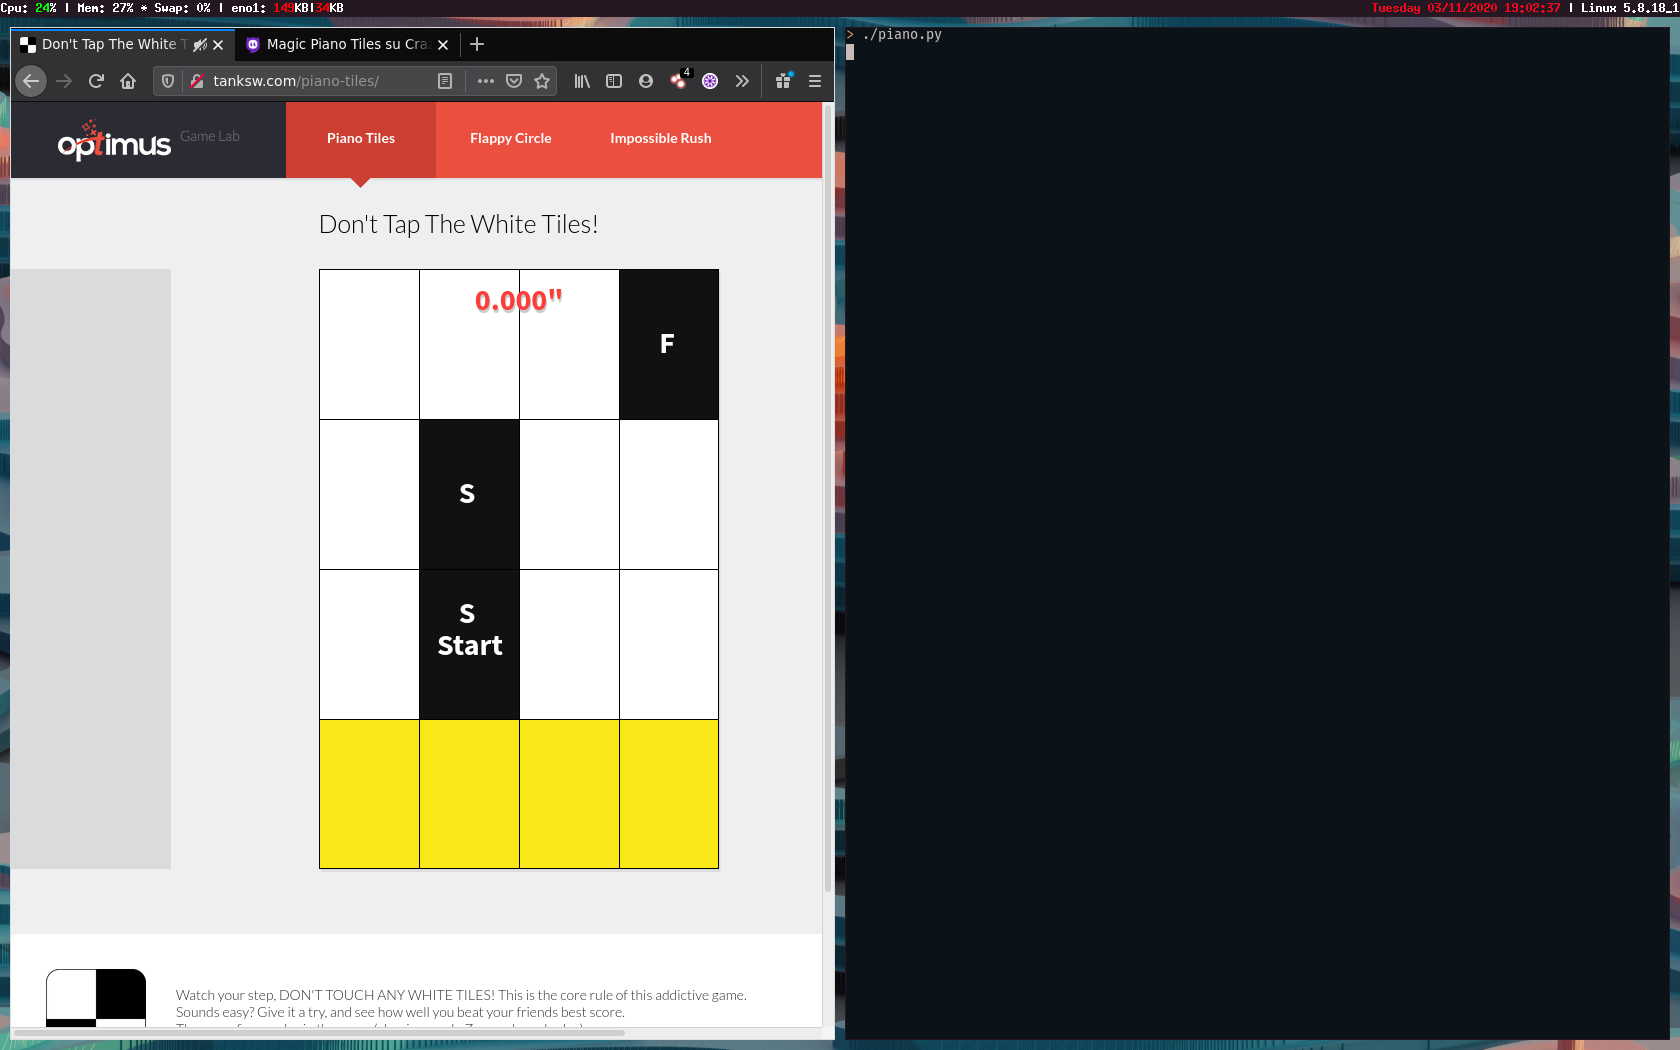 Cpu: 24% | Mem: 27% * Swap: 0% | eno1: 149KB|34KB
Tuesday 03/11/2020 19:02:37 | Linux 5.8.18_1
Don't Tap The White T
Magic Piano Tiles su Craz
tanksw.com/piano-tiles/
4
> ./piano.py
optimus Game Lab
Piano Tiles
Flappy Circle
Impossible Rush
Don't Tap The White Tiles!
0.000"
F
S
S
Start
Watch your step, DON'T TOUCH ANY WHITE TILES! This is the core rule of this addictive game.
Sounds easy? Give it a try, and see how well you beat your friends best score.